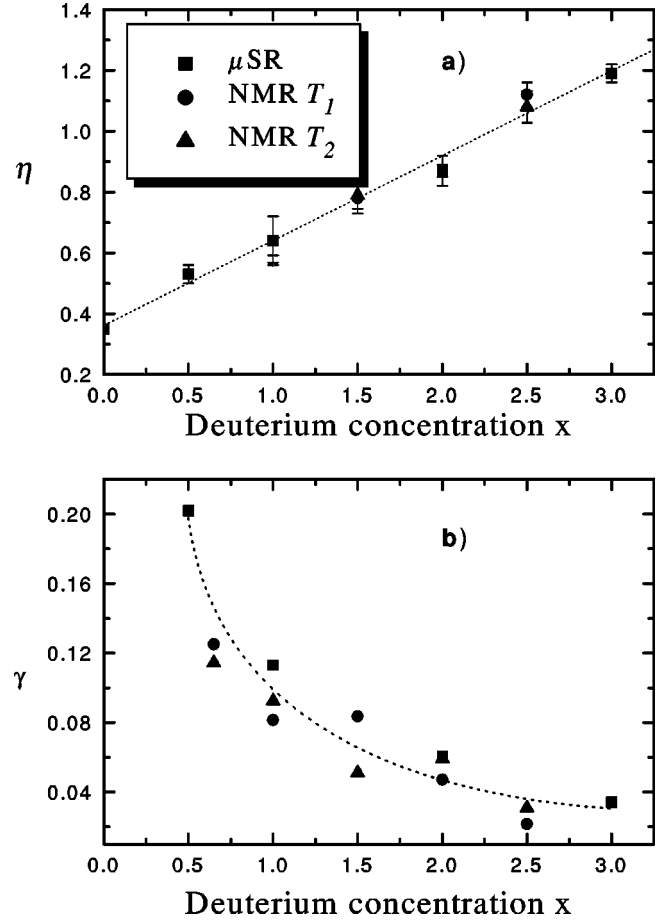 1.4
μSR
NMR T1
NMR T2
a)
1.2
1.0
η
0.8
0.6
0.4
0.2
0.0 0.5 1.0 1.5 2.0 2.5 3.0
Deuterium concentration x
b)
0.20
0.16
0.12
γ
0.08
0.04
0.0 0.5 1.0 1.5 2.0 2.5 3.0
Deuterium concentration x